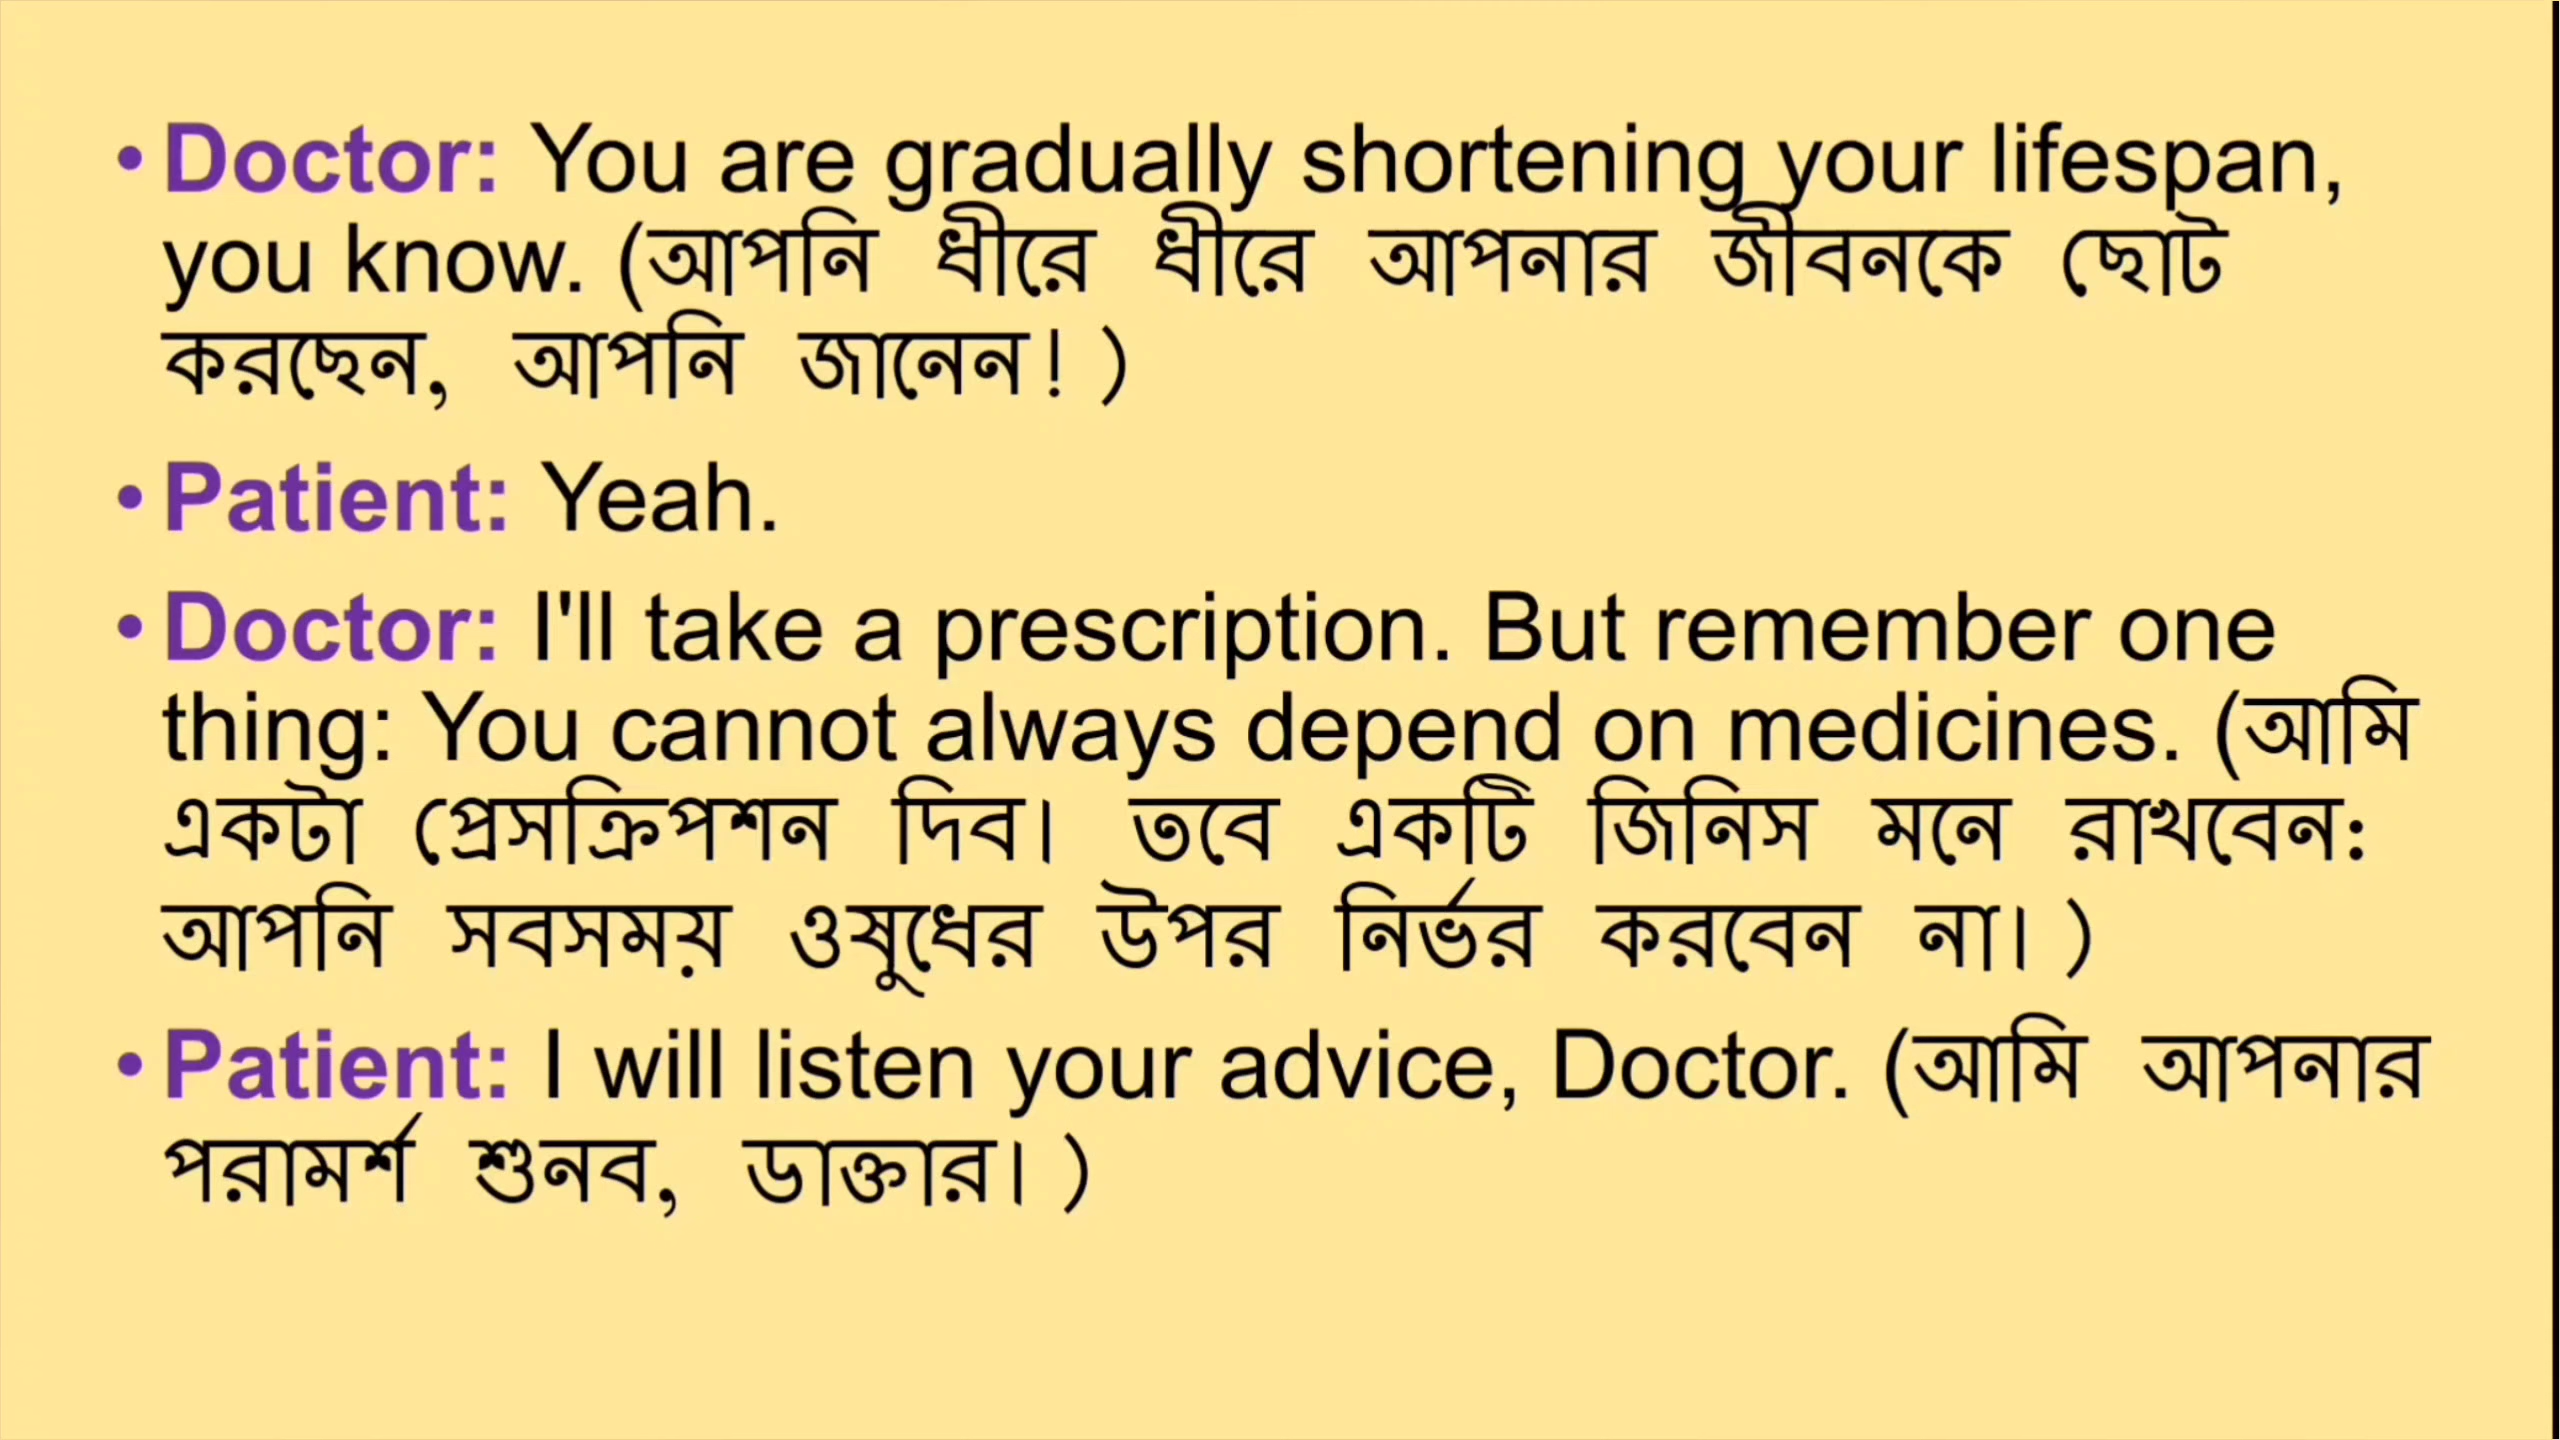 • Doctor: You are gradually shortening your lifespan,
you know. (আপনি ধীরে ধীরে আপনার জীবনকে ছোট
করছেন, আপনি জানেন! )
• Patient: Yeah.
• Doctor: I'll take a prescription. But remember one
thing: You cannot always depend on medicines. (আমি
একটা প্রেসক্রিপশন দিব। তবে একটি জিনিস মনে রাখবেন:
আপনি সবসময় ওষুধের উপর নির্ভর করবেন না। )
• Patient: I will listen your advice, Doctor. (আমি আপনার
পরামর্শ শুনব, ডাক্তার। )